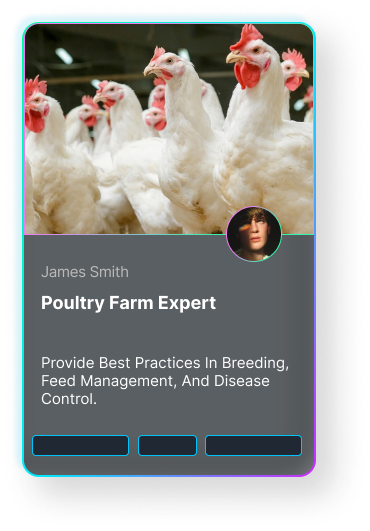 James Smith
Poultry Farm Expert
Provide Best Practices In Breeding,
Feed Management, And Disease
Control.